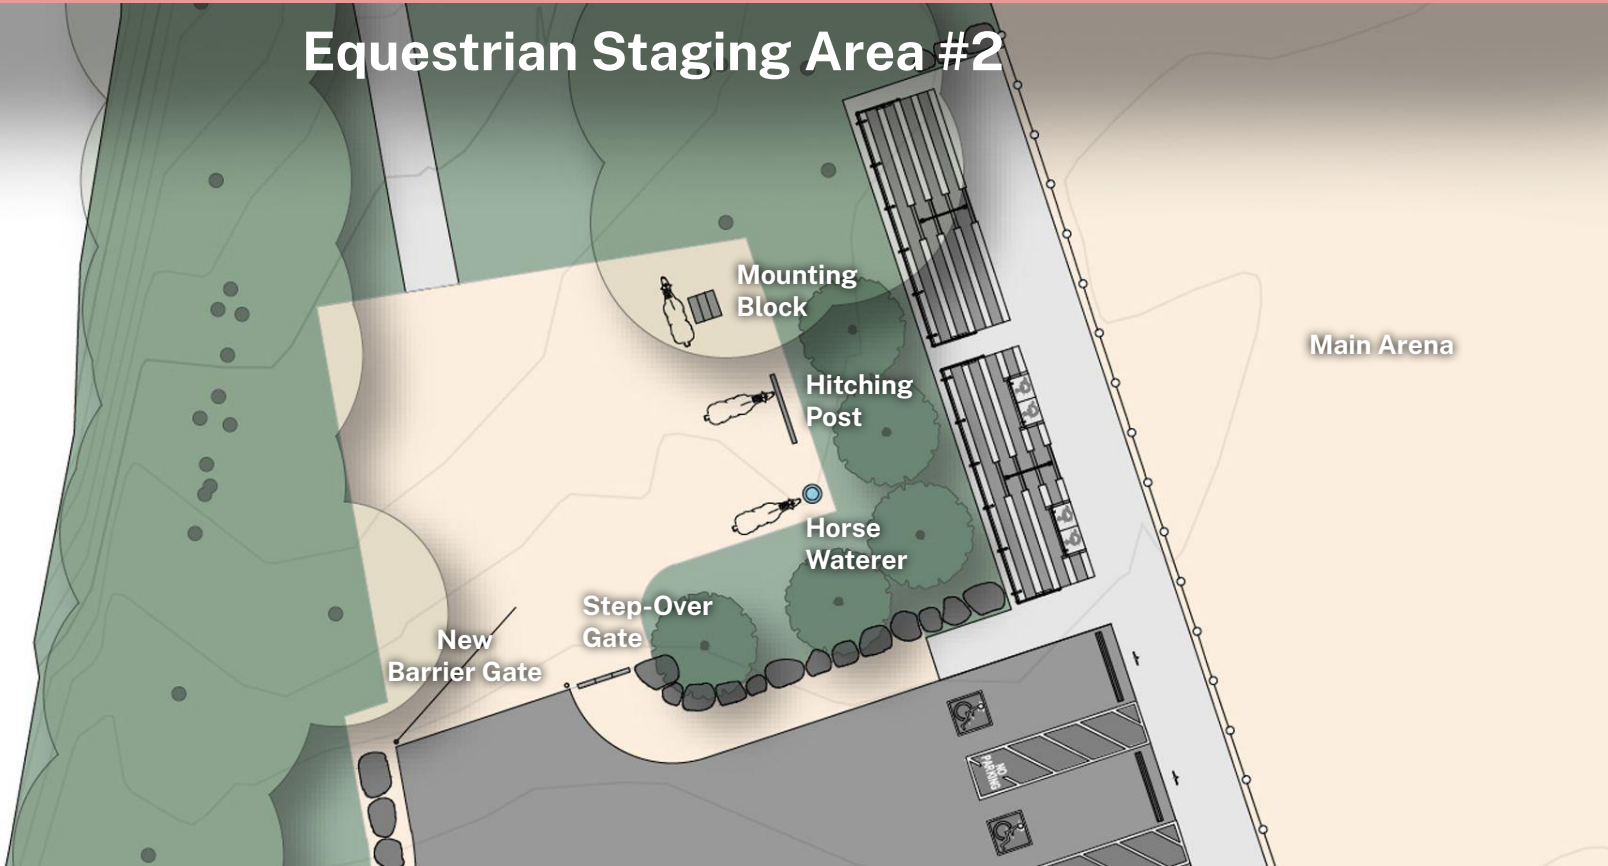 Equestrian Staging Area #2
Mounting
Block
Main Arena
Hitching
Post
Horse
Waterer
Step-Over
Gate
New
Barrier Gate
NO
PARKING